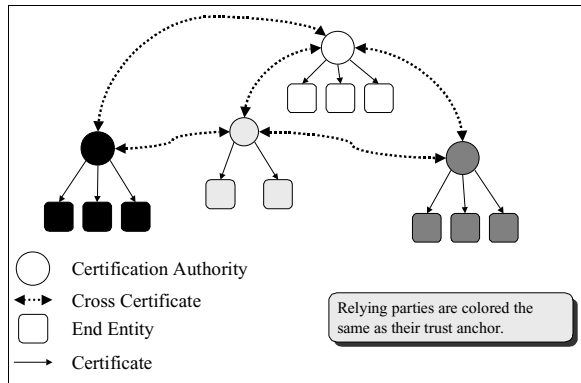 Certification Authority
Cross Certificate
End Entity
Certificate
Relying parties are colored the
same as their trust anchor.